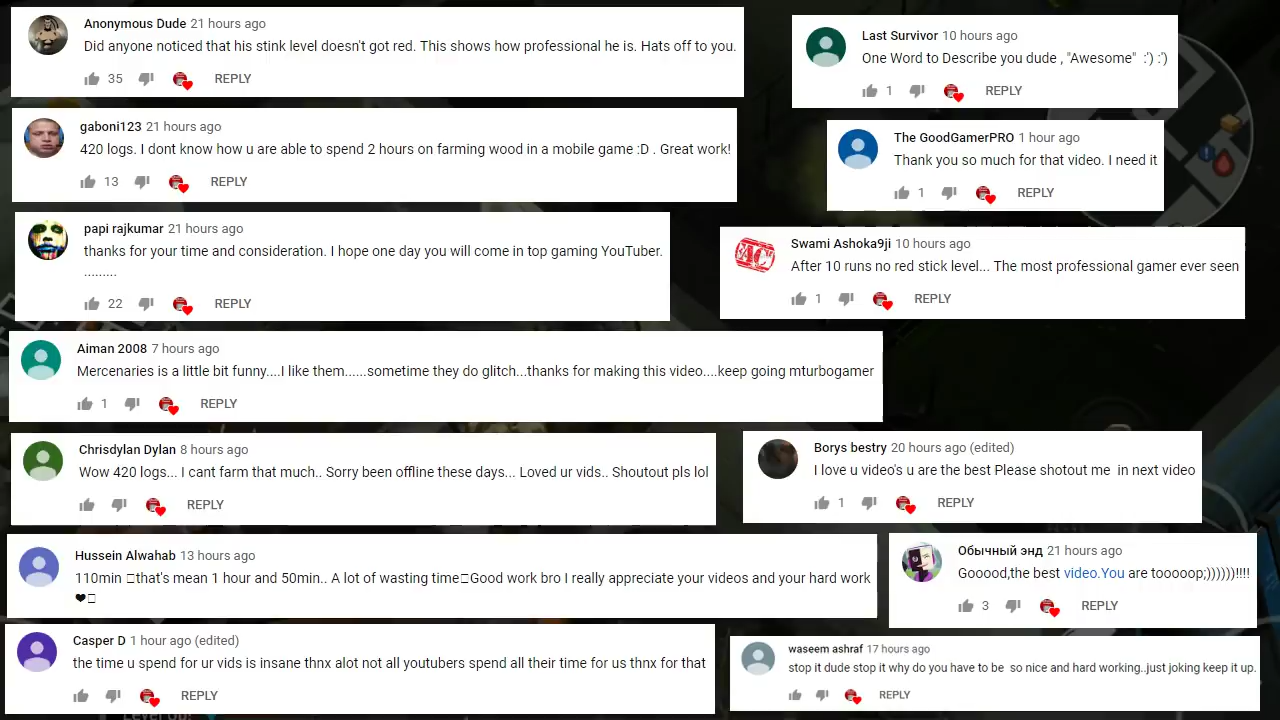 Anonymous Dude 21 hours ago
Did anyone noticed that his stink level doesn't got red. This shows how professional he is. Hats off to you.
35 REPLY
gaboni123 21 hours ago
420 logs. I dont know how u are able to spend 2 hours on farming wood in a mobile game :D . Great work!
13 REPLY
papi rajkumar 21 hours ago
thanks for your time and consideration. I hope one day you will come in top gaming YouTuber.
.........
22 REPLY
Aiman 2008 7 hours ago
Mercenaries is a little bit funny....I like them......sometime they do glitch...thanks for making this video....keep going mturbogamer
1 REPLY
Chrisdylan Dylan 8 hours ago
Wow 420 logs... I cant farm that much.. Sorry been offline these days... Loved ur vids.. Shoutout pls lol
REPLY
Hussein Alwahab 13 hours ago
110min that's mean 1 hour and 50min.. A lot of wasting time Good work bro I really appreciate your videos and your hard work
❤
Casper D 1 hour ago (edited)
the time u spend for ur vids is insane thnx alot not all youtubers spend all their time for us thnx for that
REPLY
Level Up!
Last Survivor 10 hours ago
One Word to Describe you dude , "Awesome" :') :')
1 REPLY
The GoodGamerPRO 1 hour ago
Thank you so much for that video. I need it
1 REPLY
Swami Ashoka9ji 10 hours ago
After 10 runs no red stick level... The most professional gamer ever seen
1 REPLY
Borys bestry 20 hours ago (edited)
I love u video's u are the best Please shotout me in next video
1 REPLY
Обычный энд 21 hours ago
Gooood,the best video.You are tooooop;))))))!!!!
3 REPLY
waseem ashraf 17 hours ago
stop it dude stop it why do you have to be so nice and hard working..just joking keep it up.
REPLY